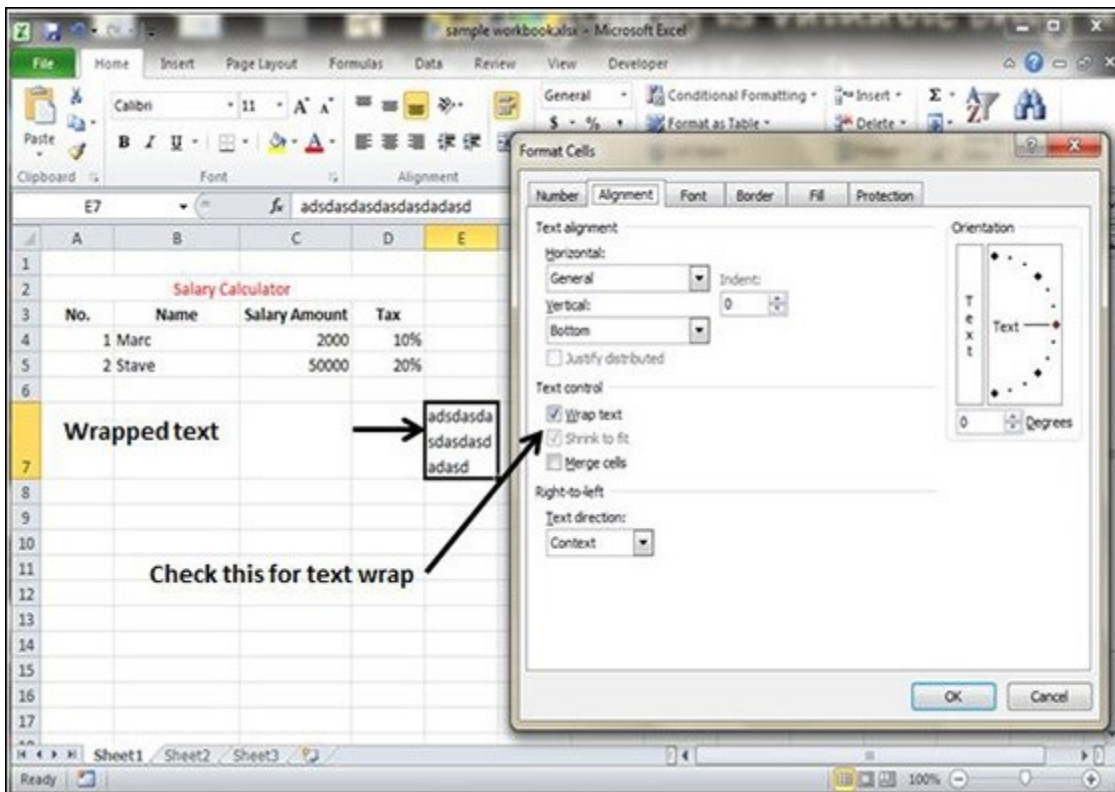 sample workbook.xlsx - Microsoft Excel
File Home Insert Page Layout Formulas Data Review View Developer
Calibri 11 A A General Conditional Formatting Insert Σ
Paste B I U A $ % , Format as Table Delete
Clipboard Font Alignment
E7 fx adsdasdasdasdasdadasd
A B C D E
1
2 Salary Calculator
3 No. Name Salary Amount Tax
4 1 Marc 2000 10%
5 2 Stave 50000 20%
6
7 Wrapped text
adsdasda
sdasdasd
adasd
8
9
10
11 Check this for text wrap
12
13
14
15
16
17
Sheet1 Sheet2 Sheet3
Ready 100%
Format Cells
Number Alignment Font Border Fill Protection
Text alignment
Horizontal:
General Indent:
Vertical: 0
Bottom
Justify distributed
Text control
Wrap text
Shrink to fit
Merge cells
Right-to-left
Text direction:
Context
Orientation
Text
Text
0 Degrees
OK Cancel